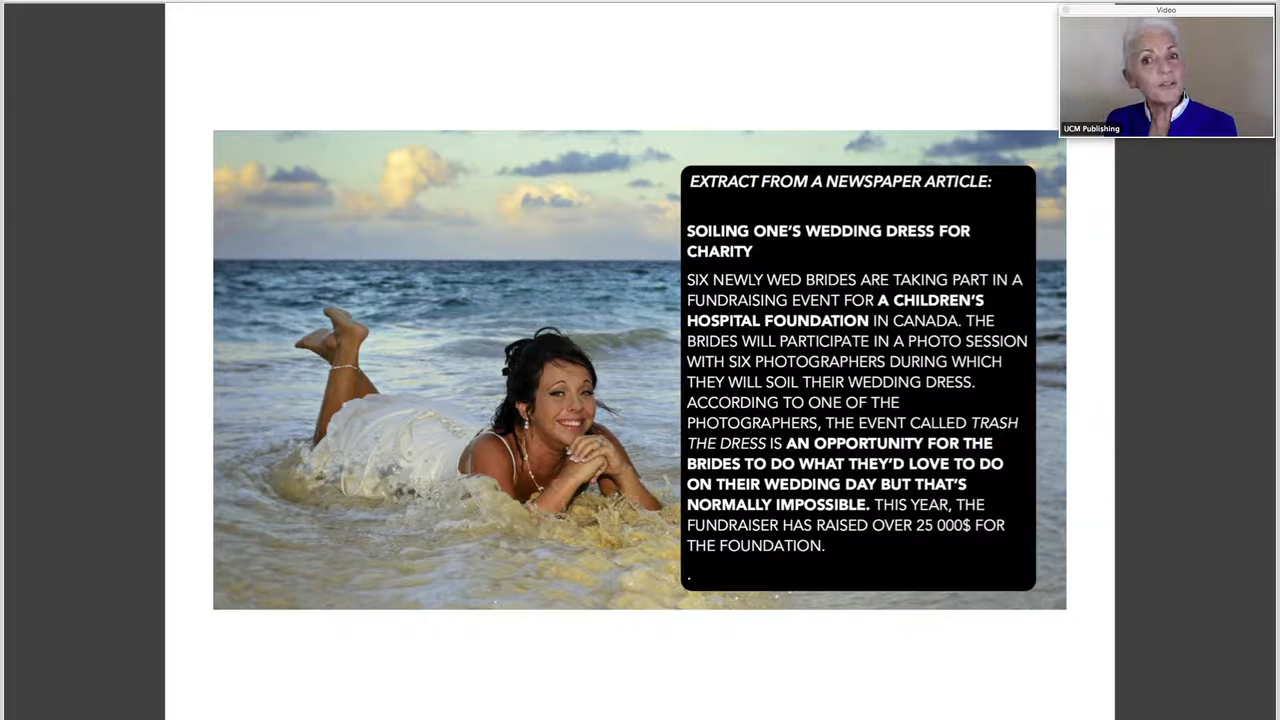 Video
UCM Publishing
EXTRACT FROM A NEWSPAPER ARTICLE:
SOILING ONE'S WEDDING DRESS FOR
CHARITY
SIX NEWLY WED BRIDES ARE TAKING PART IN A
FUNDRAISING EVENT FOR A CHILDREN'S
HOSPITAL FOUNDATION IN CANADA. THE
BRIDES WILL PARTICIPATE IN A PHOTO SESSION
WITH SIX PHOTOGRAPHERS DURING WHICH
THEY WILL SOIL THEIR WEDDING DRESS.
ACCORDING TO ONE OF THE
PHOTOGRAPHERS, THE EVENT CALLED TRASH
THE DRESS IS AN OPPORTUNITY FOR THE
BRIDES TO DO WHAT THEY'D LOVE TO DO
ON THEIR WEDDING DAY BUT THAT'S
NORMALLY IMPOSSIBLE. THIS YEAR, THE
FUNDRAISER HAS RAISED OVER 25 000$ FOR
THE FOUNDATION.
.